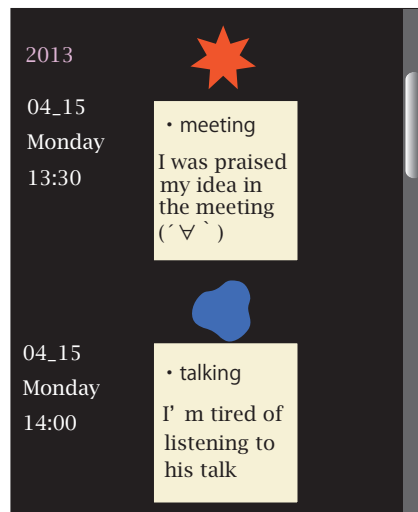 2013
04_15
Monday
13:30
・meeting
I was praised
my idea in
the meeting
(´∀｀)
04_15
Monday
14:00
・talking
I’m tired of
listening to
his talk